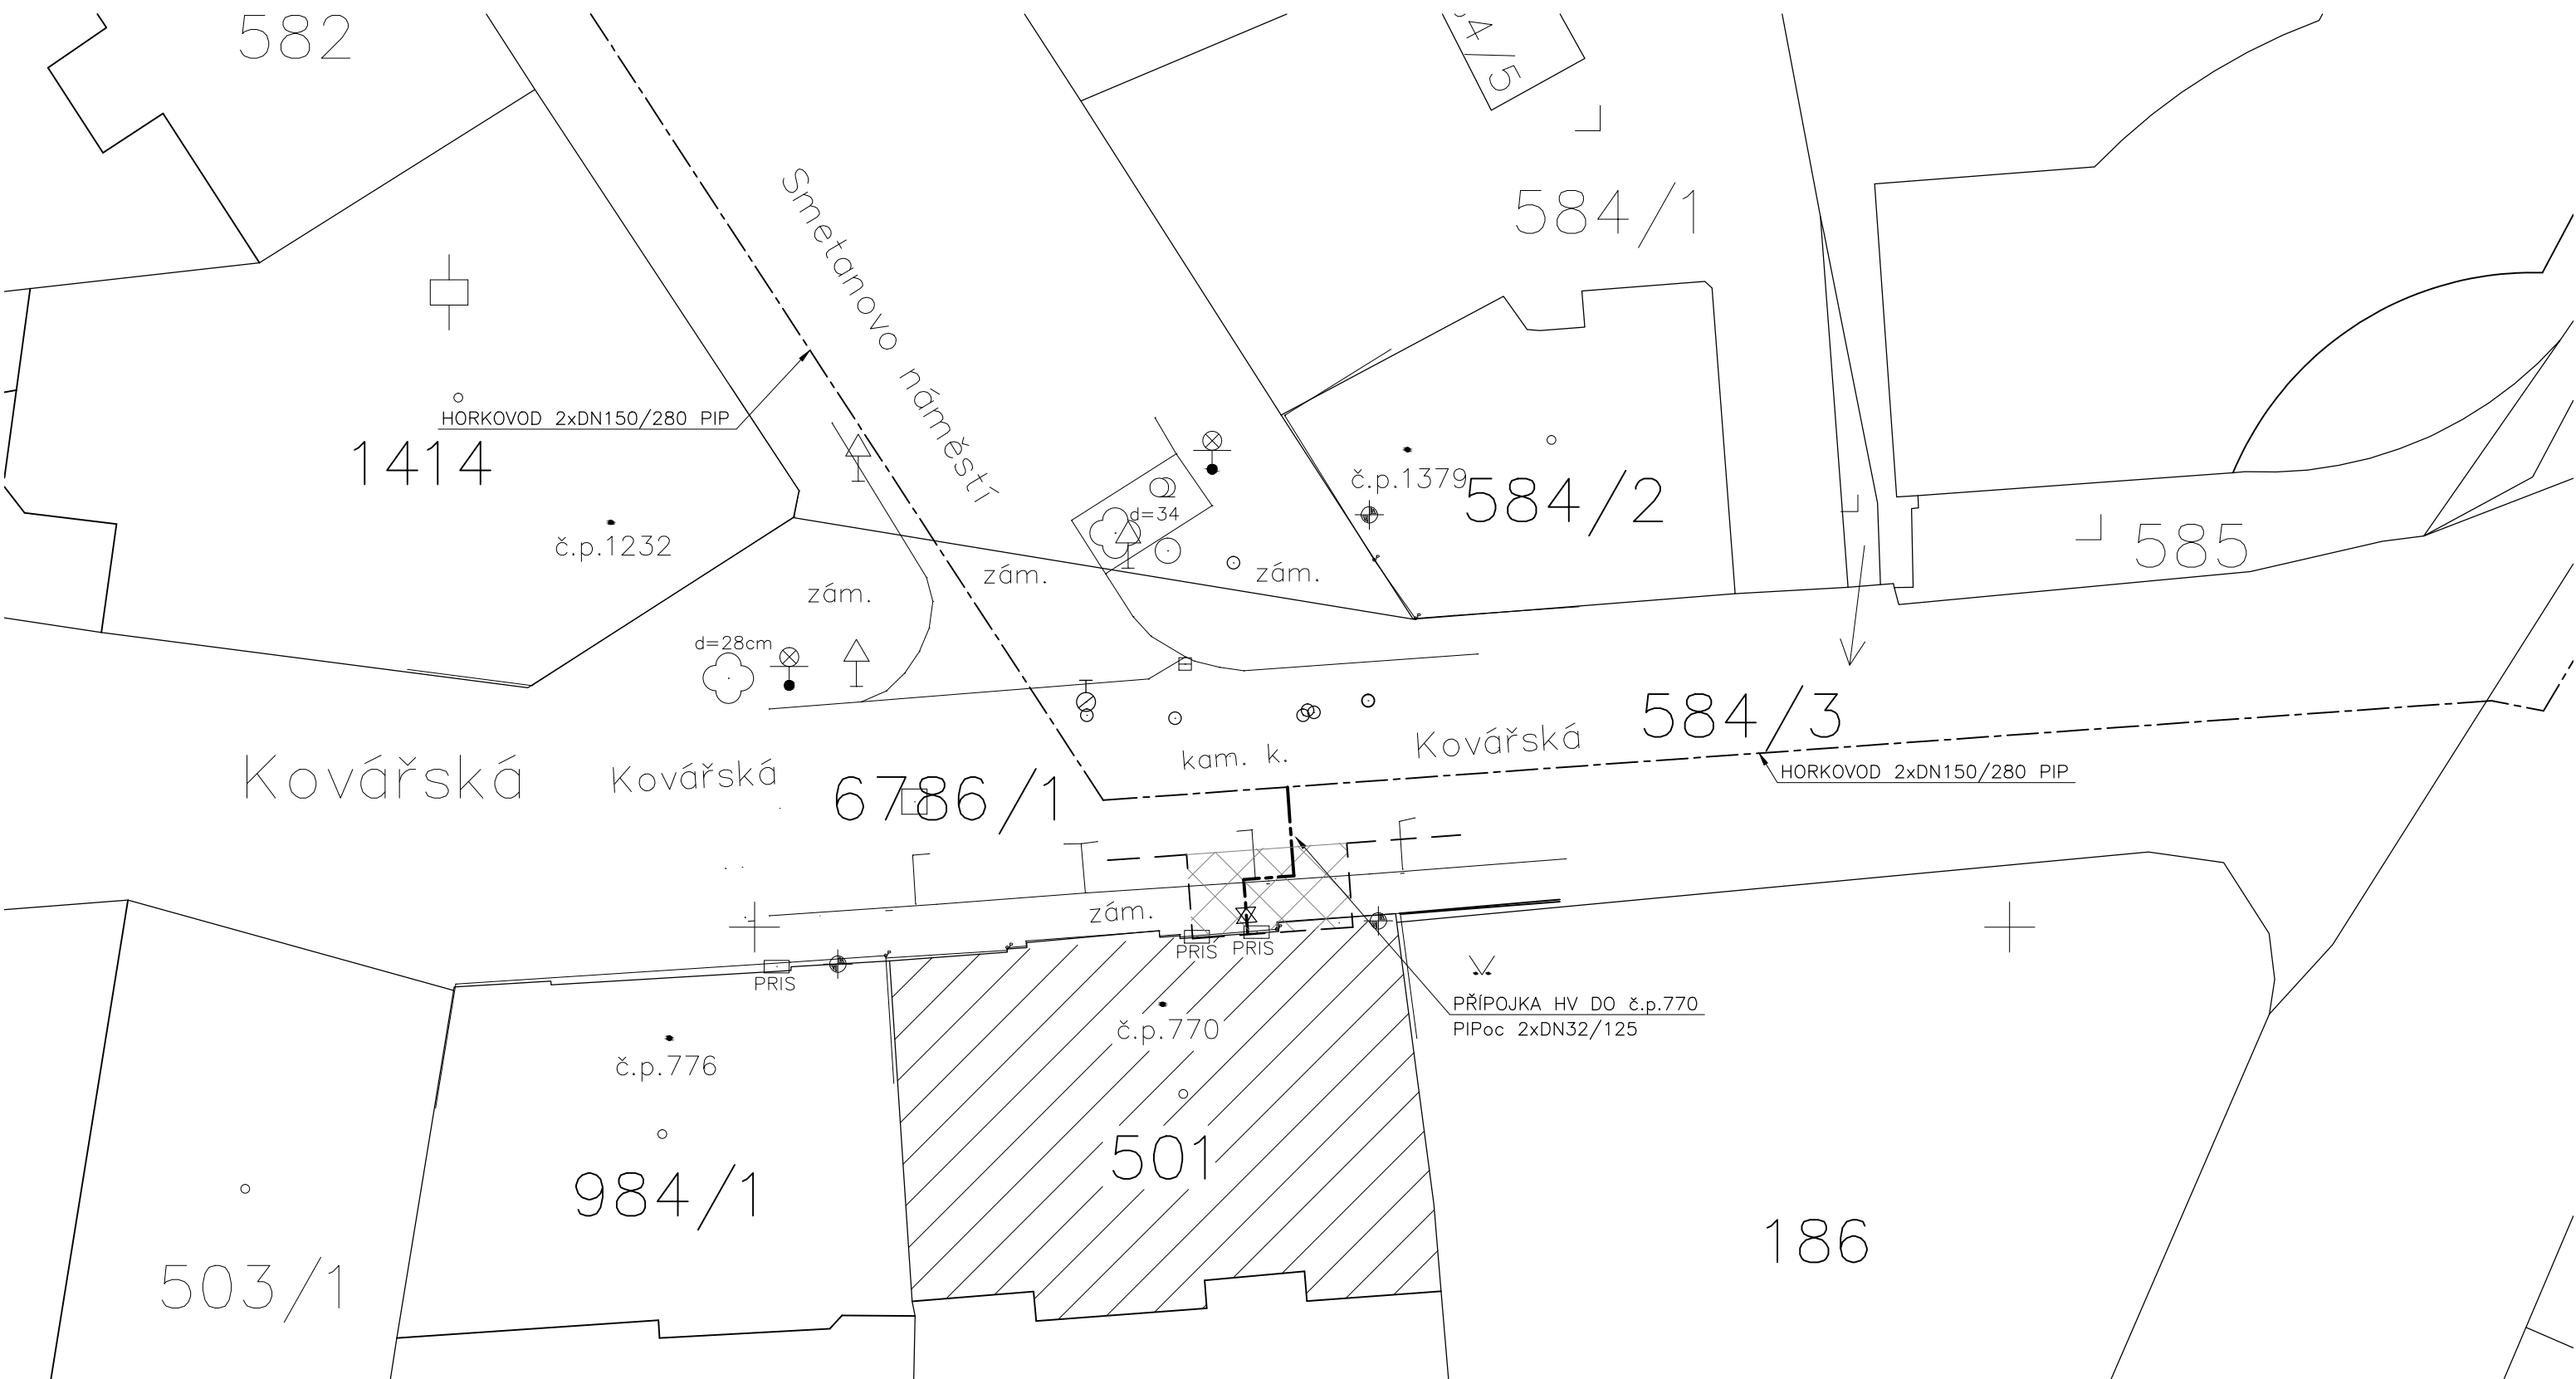 582
4/5
584/1
Smetanovo náměstí
HORKOVOD 2xDN150/280 PIP
1414
č.p.1232
č.p.1379
584/2
d=34
585
zám.
zám.
zám.
d=28cm
584/3
Kovářská
Kovářská
kam. k.
Kovářská
6786/1
HORKOVOD 2xDN150/280 PIP
zám.
PRIS
PRIS
PRIS
PŘÍPOJKA HV DO č.p.770
PIPoc 2xDN32/125
č.p.770
č.p.776
501
984/1
186
503/1